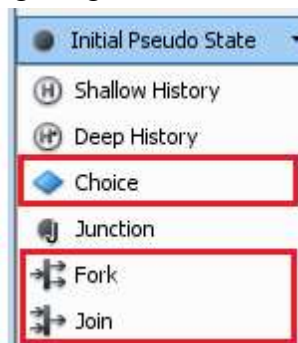 Initial Pseudo State
H Shallow History
H* Deep History
Choice
J Junction
Fork
Join